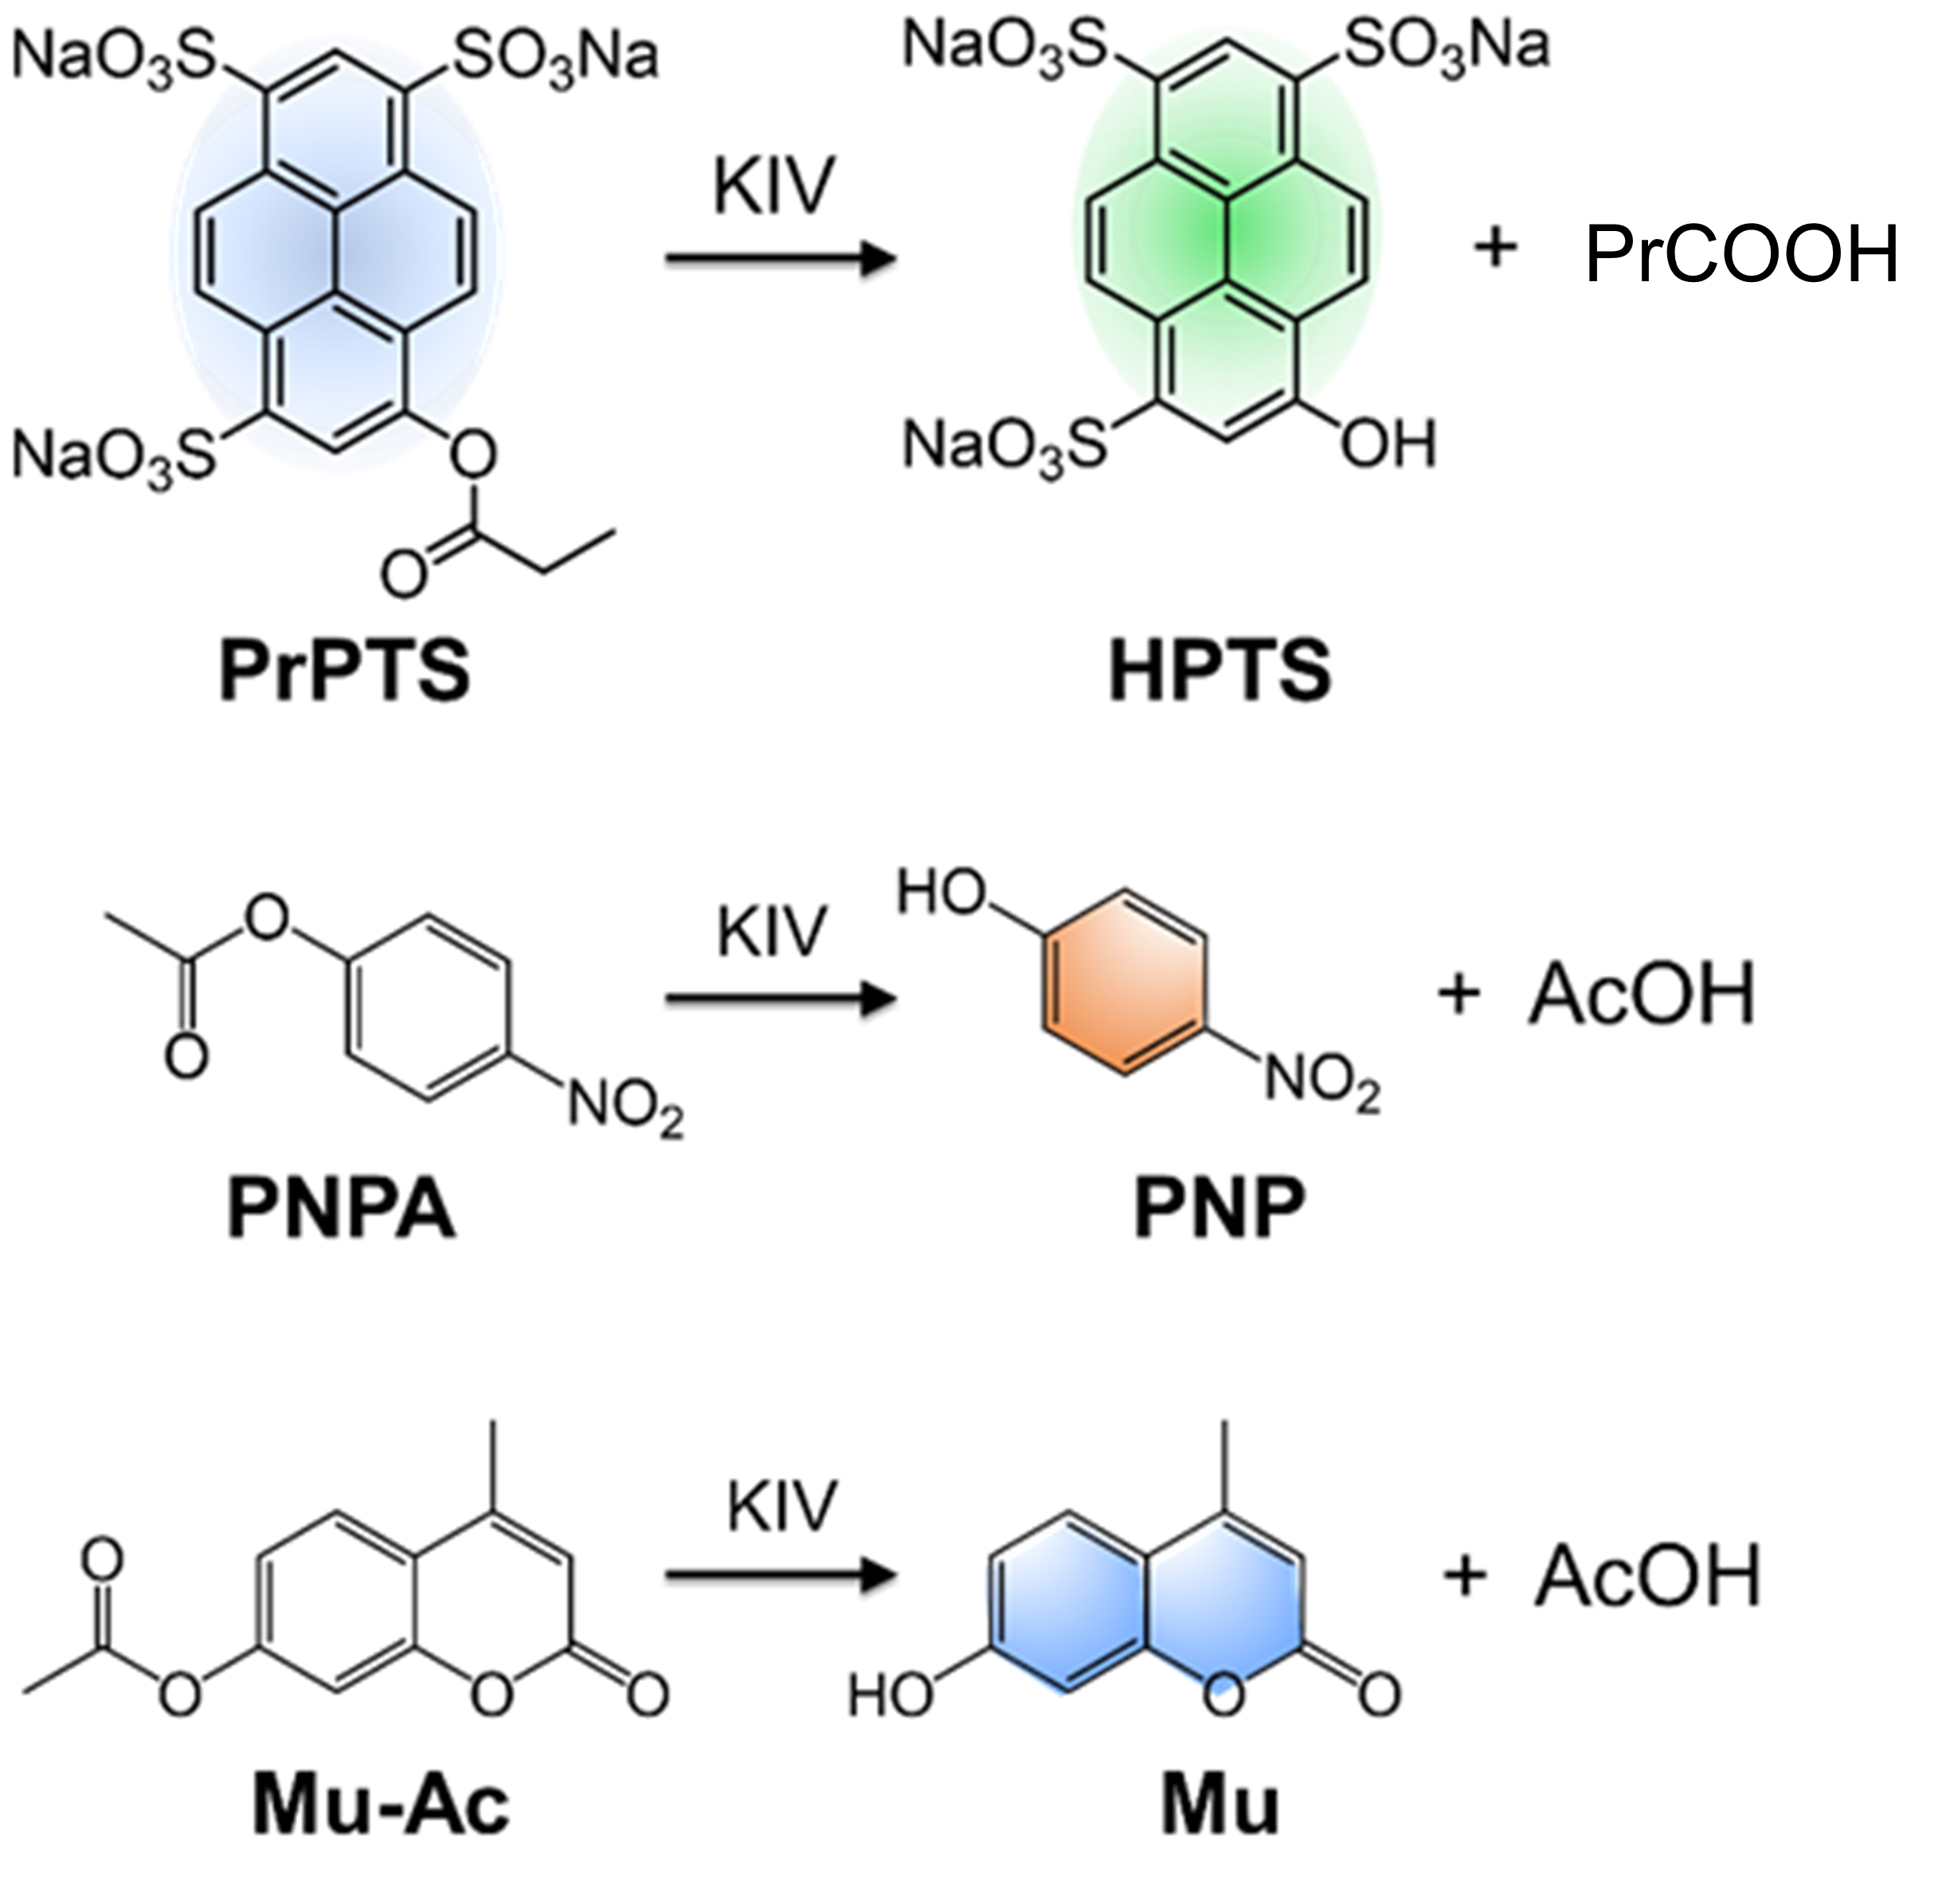 NaO₃S SO₃Na NaO₃S SO₃Na
KIV
+ PrCOOH
NaO₃S O NaO₃S OH
O
PrPTS HPTS
O KIV HO + AcOH
O NO₂ NO₂
PNPA PNP
O KIV + AcOH
O O O HO O O
Mu-Ac Mu